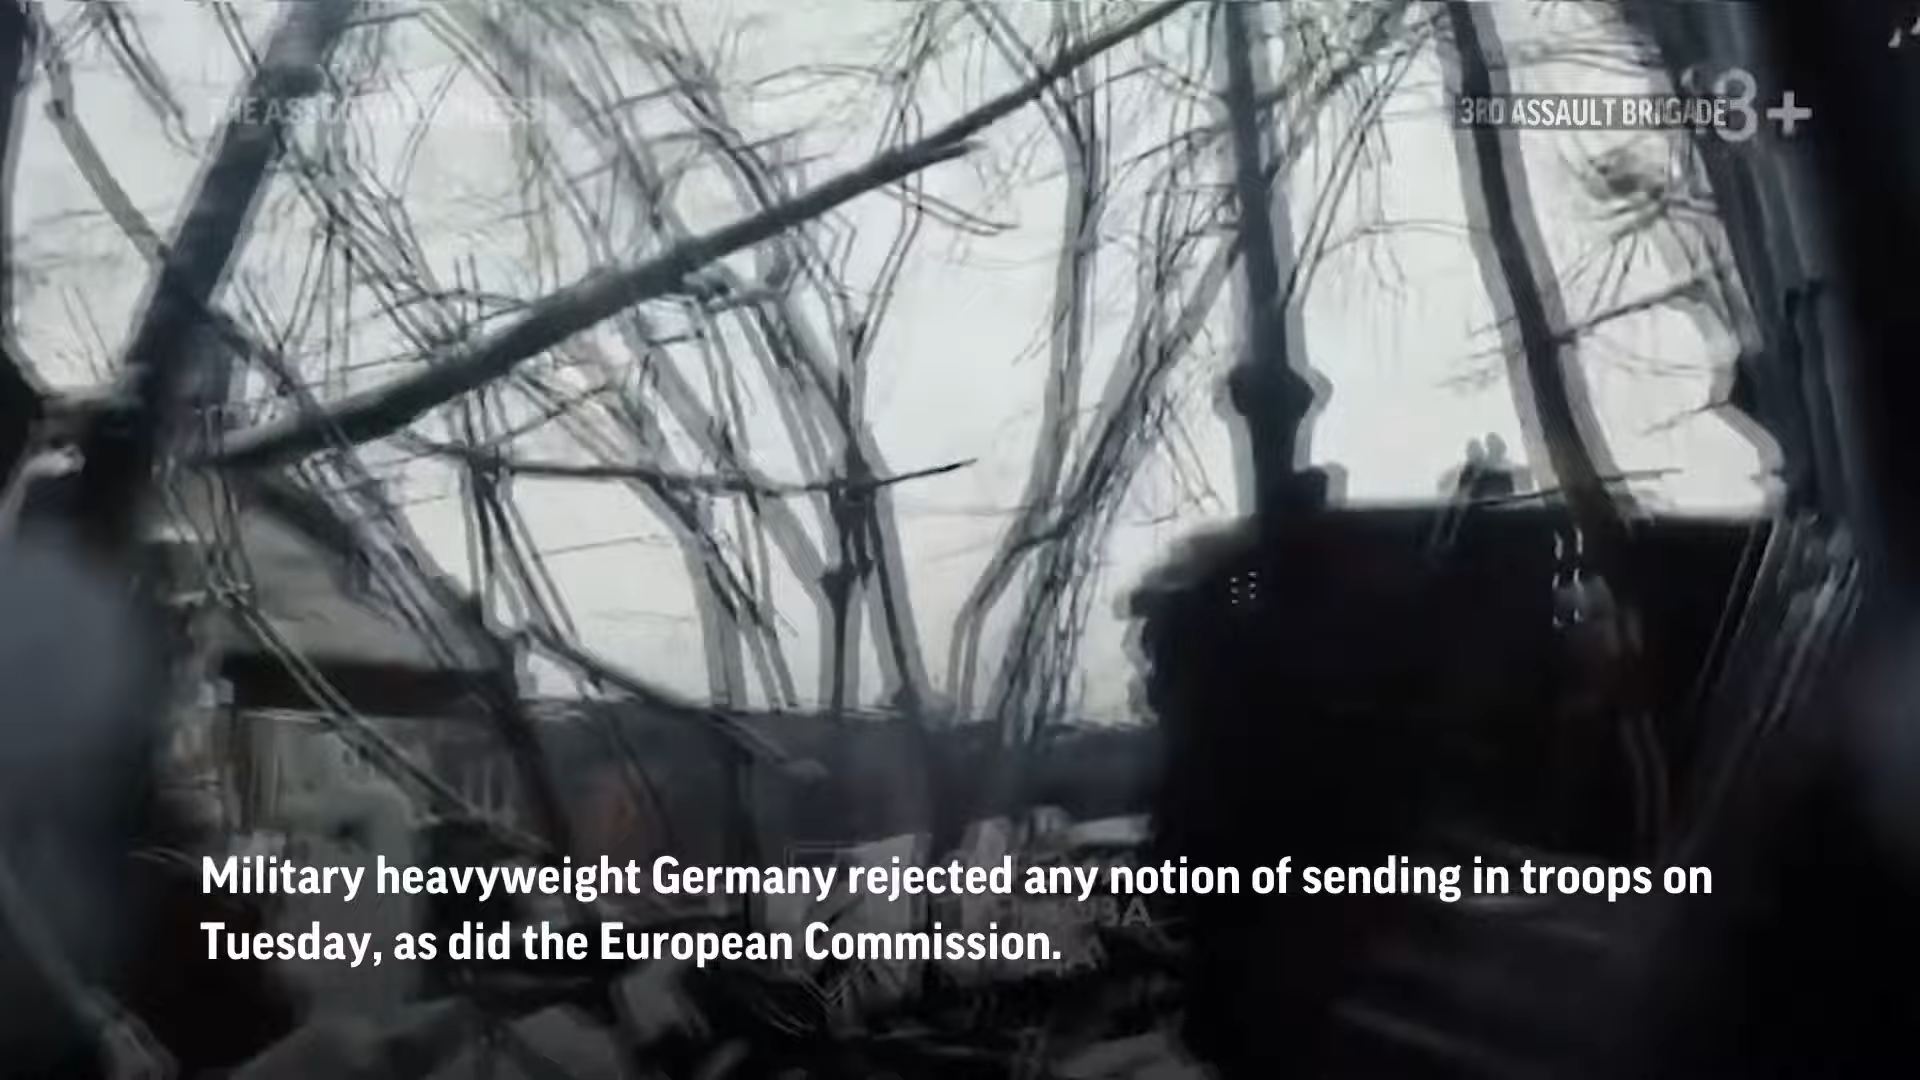 3RD ASSAULT BRIGADE
Military heavyweight Germany rejected any notion of sending in troops on
Tuesday, as did the European Commission.